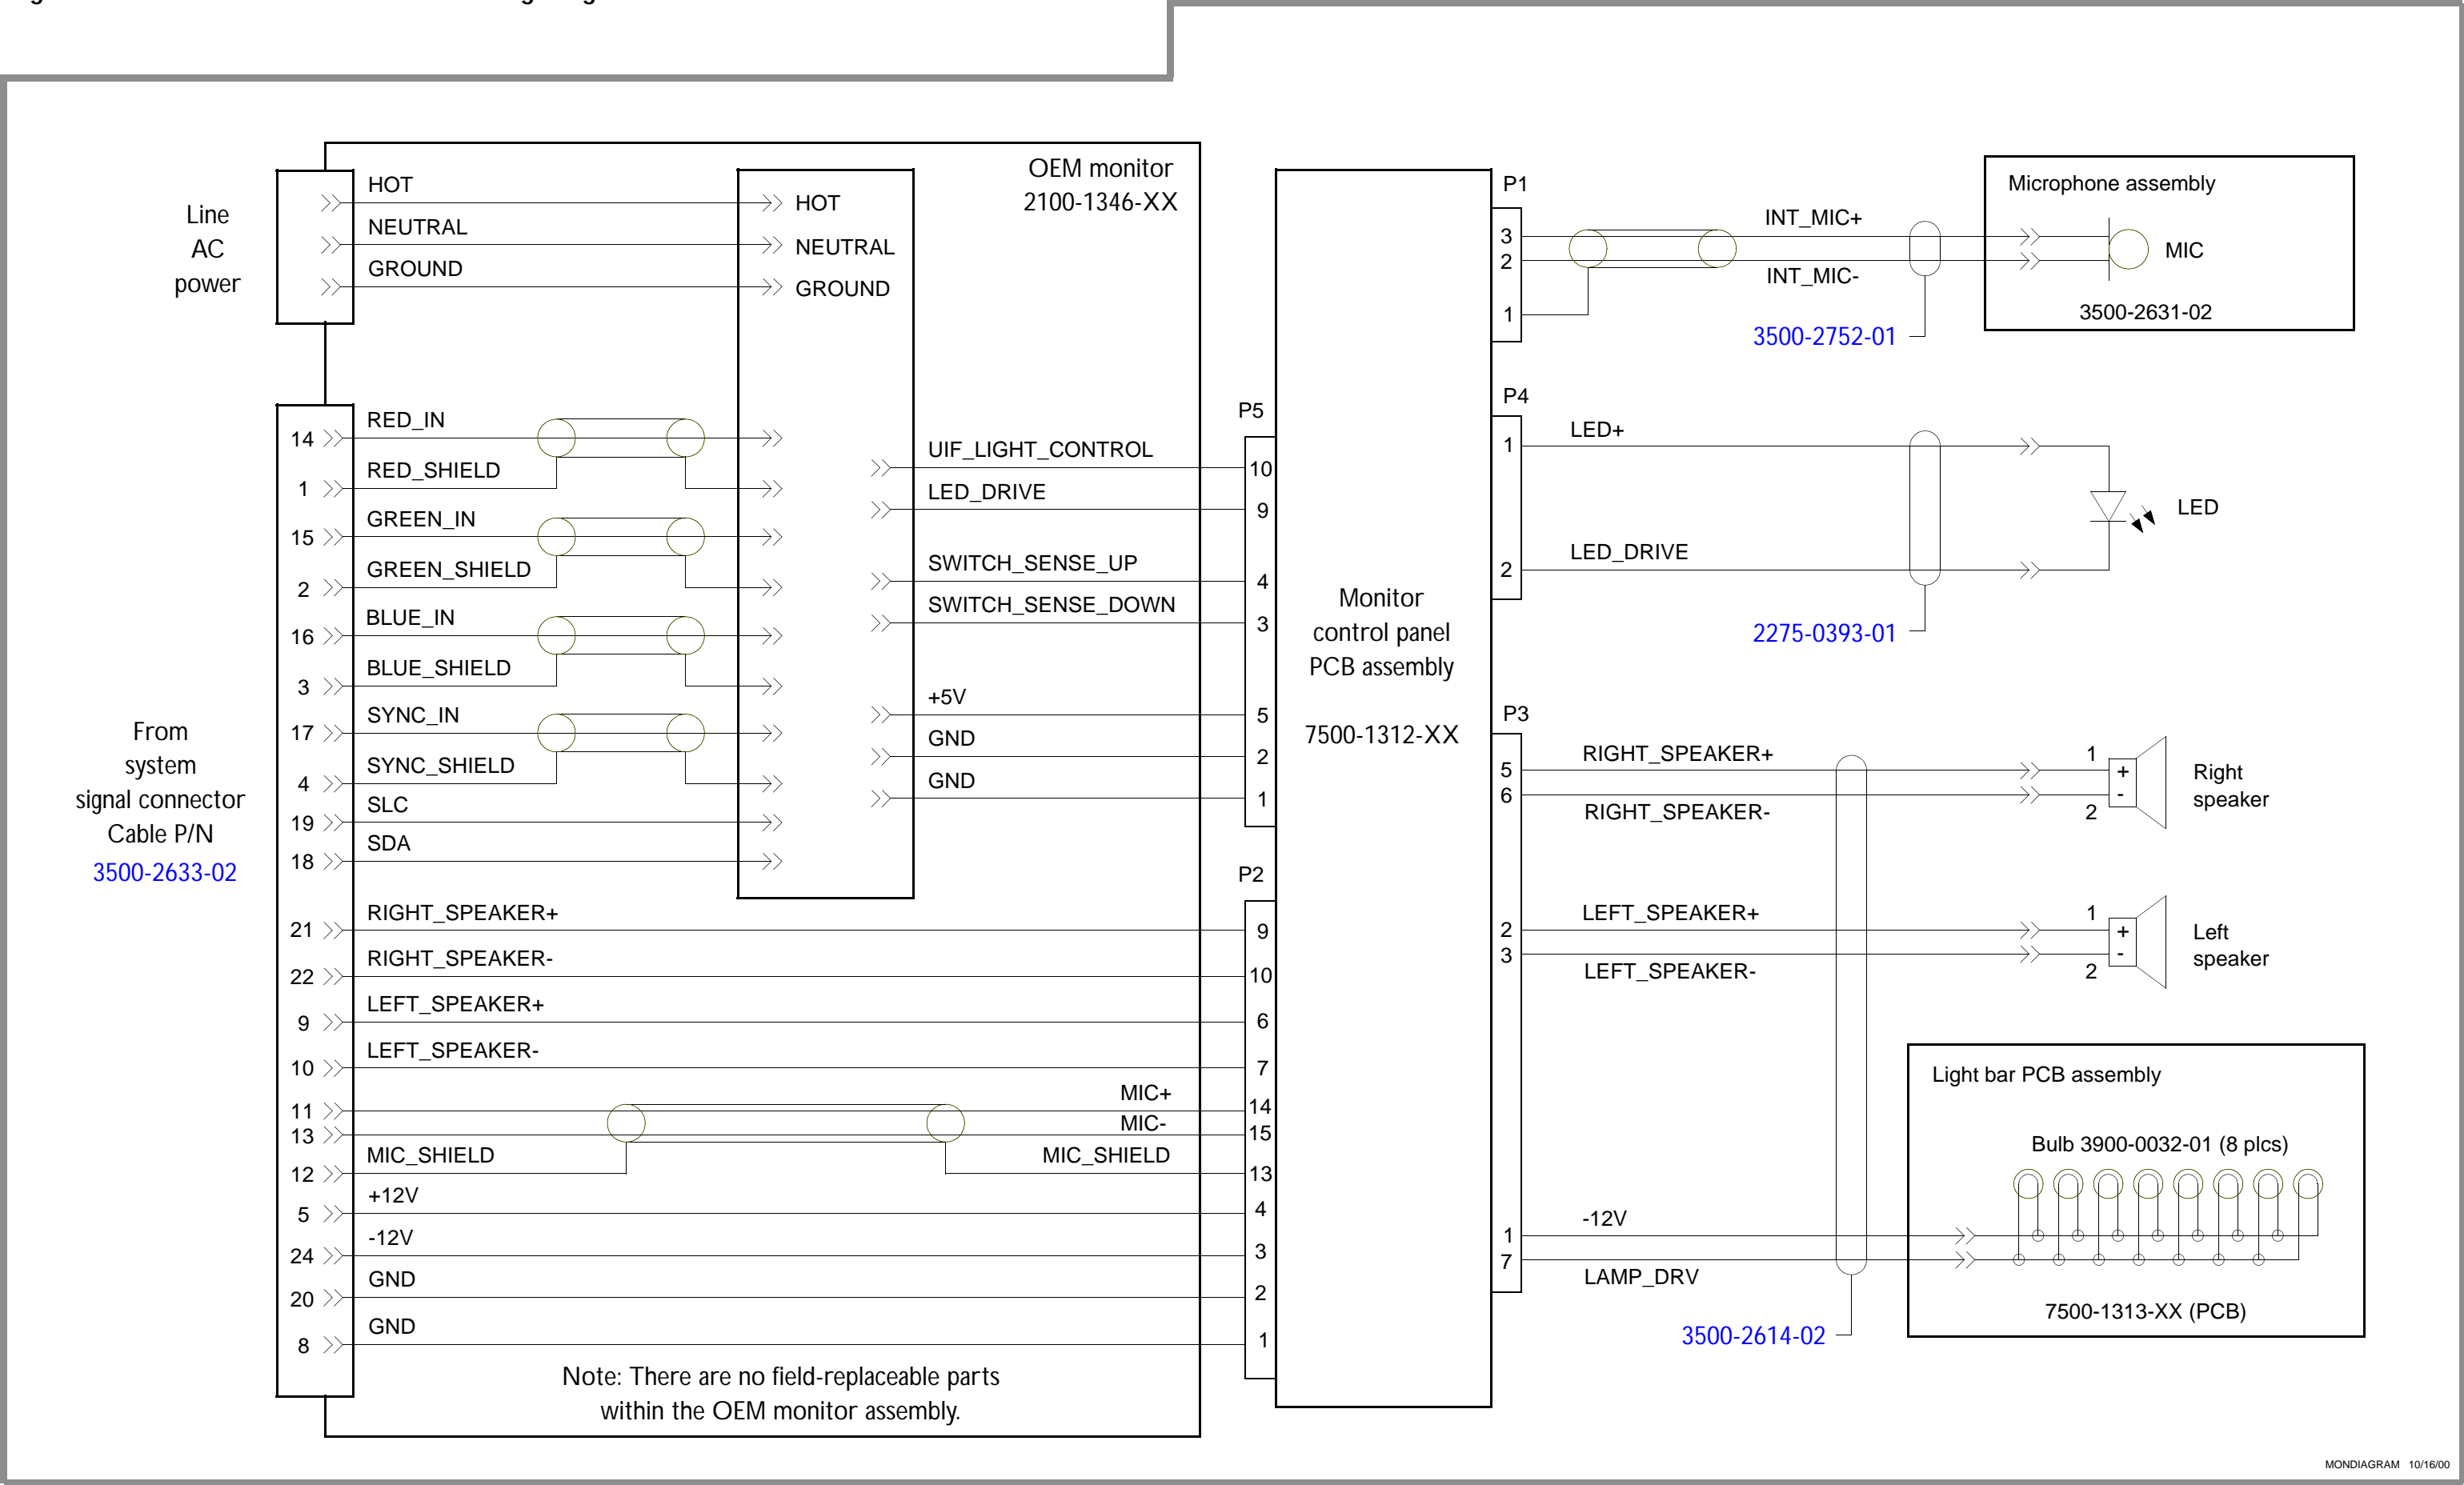 OEM monitor
2100-1346-XX
Line
AC
power
HOT
NEUTRAL
GROUND
HOT
NEUTRAL
GROUND
From
system
signal connector
Cable P/N
3500-2633-02
14 RED_IN
1 RED_SHIELD
15 GREEN_IN
2 GREEN_SHIELD
16 BLUE_IN
3 BLUE_SHIELD
17 SYNC_IN
4 SYNC_SHIELD
19 SLC
18 SDA
21 RIGHT_SPEAKER+ 9
22 RIGHT_SPEAKER- 10
9 LEFT_SPEAKER+ 6
10 LEFT_SPEAKER- 7
11 MIC+ 14
13 MIC- 15
12 MIC_SHIELD MIC_SHIELD 13
5 +12V 4
24 -12V 3
20 GND 2
8 GND 1
Note: There are no field-replaceable parts
within the OEM monitor assembly.
P5
UIF_LIGHT_CONTROL 10
LED_DRIVE 9
SWITCH_SENSE_UP 4
SWITCH_SENSE_DOWN 3
+5V 5
GND 2
GND 1
P2
Monitor
control panel
PCB assembly
7500-1312-XX
P1
3 INT_MIC+
2 INT_MIC-
1
3500-2752-01
Microphone assembly
MIC
3500-2631-02
P4
1 LED+
2 LED_DRIVE
LED
2275-0393-01
P3
5 RIGHT_SPEAKER+ 1 +
6 RIGHT_SPEAKER- 2 -
Right
speaker
2 LEFT_SPEAKER+ 1 +
3 LEFT_SPEAKER- 2 -
Left
speaker
1 -12V
7 LAMP_DRV
3500-2614-02
Light bar PCB assembly
Bulb 3900-0032-01 (8 plcs)
7500-1313-XX (PCB)
MONDIAGRAM 10/16/00